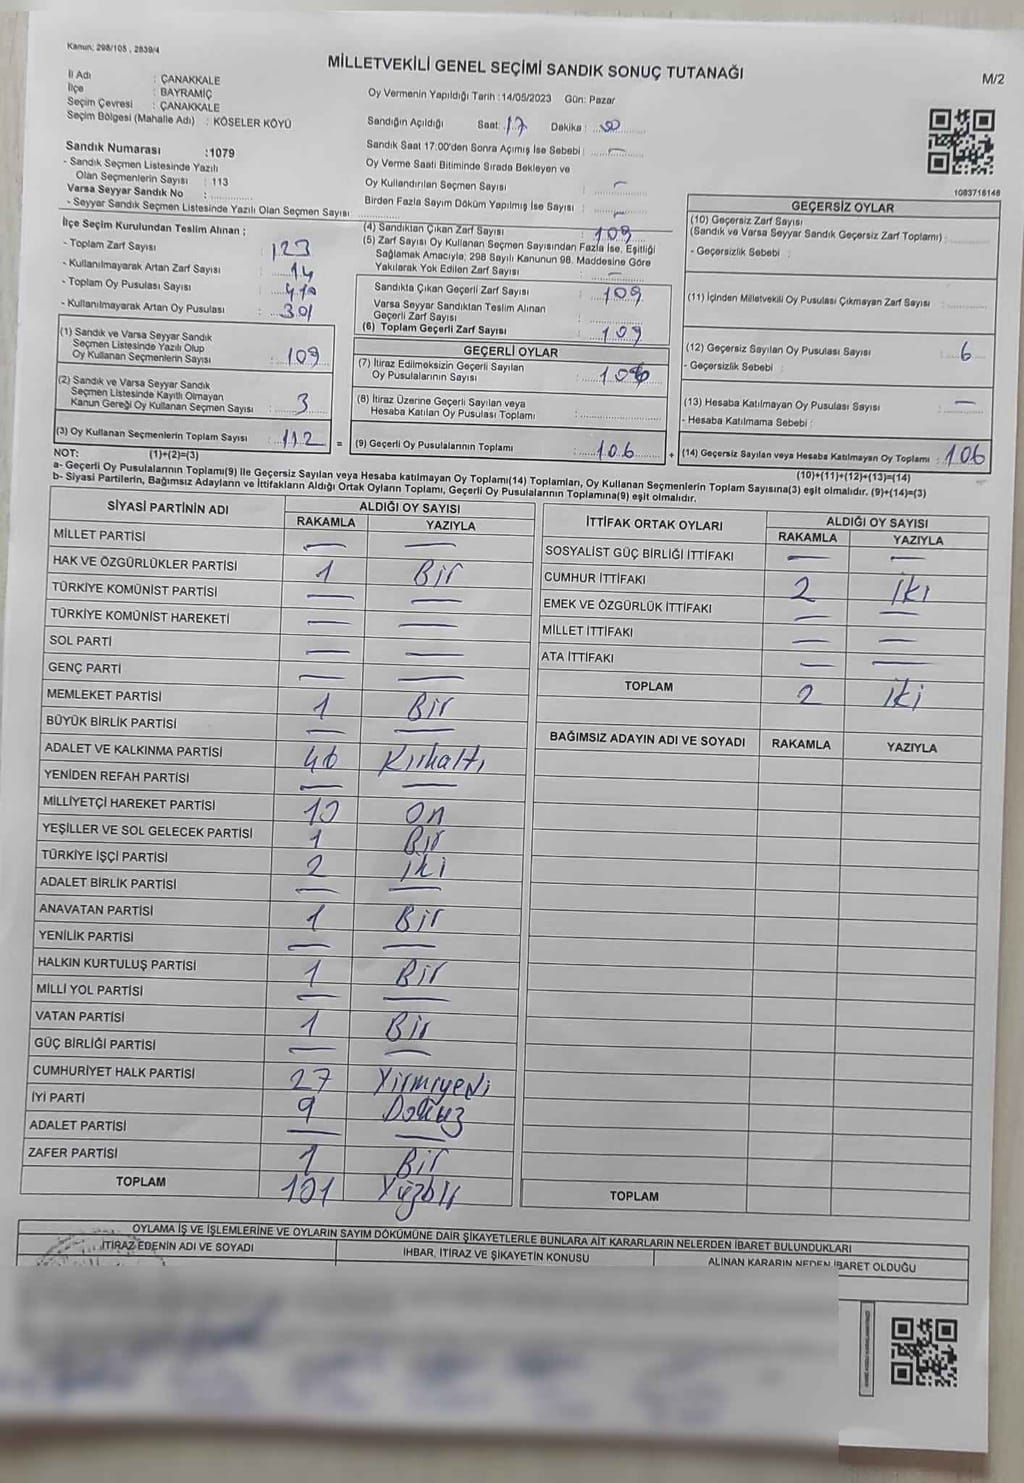 Kanun; 298/105 , 2839/4
MİLLETVEKİLİ GENEL SEÇİMİ SANDIK SONUÇ TUTANAĞI
M/2
İl Adı : ÇANAKKALE
İlçe : BAYRAMİÇ
Seçim Çevresi : ÇANAKKALE
Seçim Bölgesi (Mahalle Adı) : KÖSELER KÖYÜ
Oy Vermenin Yapıldığı Tarih :14/05/2023 Gün: Pazar
Sandığın Açıldığı Saat: 17 Dakika : 00
Sandık Saat 17:00'den Sonra Açımış İse Sebebi : —
Oy Verme Saati Bitiminde Sırada Bekleyen ve
Oy Kullandırılan Seçmen Sayısı : —
Birden Fazla Sayım Döküm Yapılmış İse Sayısı : —
1083718148
Sandık Numarası :1079
- Sandık Seçmen Listesinde Yazılı
Olan Seçmenlerin Sayısı : 113
Varsa Seyyar Sandık No :
- Seyyar Sandık Seçmen Listesinde Yazılı Olan Seçmen Sayısı
İlçe Seçim Kurulundan Teslim Alınan ;
- Toplam Zarf Sayısı : 123
- Kullanılmayarak Artan Zarf Sayısı : 14
- Toplam Oy Pusulası Sayısı : 410
- Kullanılmayarak Artan Oy Pusulası : 301
(1) Sandık ve Varsa Seyyar Sandık
Seçmen Listesinde Yazılı Olup
Oy Kullanan Seçmenlerin Sayısı : 109
(2) Sandık ve Varsa Seyyar Sandık
Seçmen Listesinde Kayıtlı Olmayan
Kanun Gereği Oy Kullanan Seçmen Sayısı : 3
(3) Oy Kullanan Seçmenlerin Toplam Sayısı : 112
(4) Sandıktan Çıkan Zarf Sayısı : 109
(5) Zarf Sayısı Oy Kullanan Seçmen Sayısından Fazla İse, Eşitliği
Sağlamak Amacıyla; 298 Sayılı Kanunun 98. Maddesine Göre
Yakılarak Yok Edilen Zarf Sayısı : —
Sandıkta Çıkan Geçerli Zarf Sayısı : 109
Varsa Seyyar Sandıktan Teslim Alınan
Geçerli Zarf Sayısı
(6) Toplam Geçerli Zarf Sayısı : 109
GEÇERLİ OYLAR
(7) İtiraz Edilmeksizin Geçerli Sayılan
Oy Pusulalarının Sayısı : 106
(8) İtiraz Üzerine Geçerli Sayılan veya
Hesaba Katılan Oy Pusulası Toplamı :
= (9) Geçerli Oy Pusulalarının Toplamı : 106
GEÇERSİZ OYLAR
(10) Geçersiz Zarf Sayısı
(Sandık ve Varsa Seyyar Sandık Geçersiz Zarf Toplamı) :
- Geçersizlik Sebebi :
(11) İçinden Milletvekili Oy Pusulası Çıkmayan Zarf Sayısı :
(12) Geçersiz Sayılan Oy Pusulası Sayısı : 6
- Geçersizlik Sebebi :
(13) Hesaba Katılmayan Oy Pusulası Sayısı : —
- Hesaba Katılmama Sebebi :
+ (14) Geçersiz Sayılan veya Hesaba Katılmayan Oy Toplamı : 106
NOT: (1)+(2)=(3)
(10)+(11)+(12)+(13)=(14)
a- Geçerli Oy Pusulalarının Toplamı(9) İle Geçersiz Sayılan veya Hesaba katılmayan Oy Toplamı(14) Toplamları, Oy Kullanan Seçmenlerin Toplam Sayısına(3) eşit olmalıdır. (9)+(14)=(3)
b- Siyasi Partilerin, Bağımsız Adayların ve İttifakların Aldığı Ortak Oyların Toplamı, Geçerli Oy Pusulalarının Toplamına(9) eşit olmalıdır.
SİYASİ PARTİNİN ADI ALDIĞI OY SAYISI
RAKAMLA YAZIYLA
MİLLET PARTİSİ — —
HAK VE ÖZGÜRLÜKLER PARTİSİ 1 Bir
TÜRKİYE KOMÜNİST PARTİSİ — —
TÜRKİYE KOMÜNİST HAREKETİ — —
SOL PARTİ — —
GENÇ PARTİ — —
MEMLEKET PARTİSİ 1 Bir
BÜYÜK BİRLİK PARTİSİ — —
ADALET VE KALKINMA PARTİSİ 46 Kırkaltı
YENİDEN REFAH PARTİSİ — —
MİLLİYETÇİ HAREKET PARTİSİ 10 On
YEŞİLLER VE SOL GELECEK PARTİSİ 1 Bir
TÜRKİYE İŞÇİ PARTİSİ 2 iki
ADALET BİRLİK PARTİSİ — —
ANAVATAN PARTİSİ 1 Bir
YENİLİK PARTİSİ — —
HALKIN KURTULUŞ PARTİSİ 1 Bir
MİLLİ YOL PARTİSİ — —
VATAN PARTİSİ 1 Bir
GÜÇ BİRLİĞİ PARTİSİ — —
CUMHURİYET HALK PARTİSİ 27 Yirmiyedi
İYİ PARTİ 9 Dokuz
ADALET PARTİSİ — —
ZAFER PARTİSİ 1 Bir
TOPLAM 101 Yüzbir
İTTİFAK ORTAK OYLARI ALDIĞI OY SAYISI
RAKAMLA YAZIYLA
SOSYALİST GÜÇ BİRLİĞİ İTTİFAKI — —
CUMHUR İTTİFAKI 2 iki
EMEK VE ÖZGÜRLÜK İTTİFAKI — —
MİLLET İTTİFAKI — —
ATA İTTİFAKI — —
TOPLAM 2 iki
BAĞIMSIZ ADAYIN ADI VE SOYADI RAKAMLA YAZIYLA
TOPLAM
OYLAMA İŞ VE İŞLEMLERİNE VE OYLARIN SAYIM DÖKÜMÜNE DAİR ŞİKAYETLERLE BUNLARA AİT KARARLARIN NELERDEN İBARET BULUNDUKLARI
İTİRAZ EDENİN ADI VE SOYADI İHBAR, İTİRAZ VE ŞİKAYETİN KONUSU ALINAN KARARIN NEDEN İBARET OLDUĞU